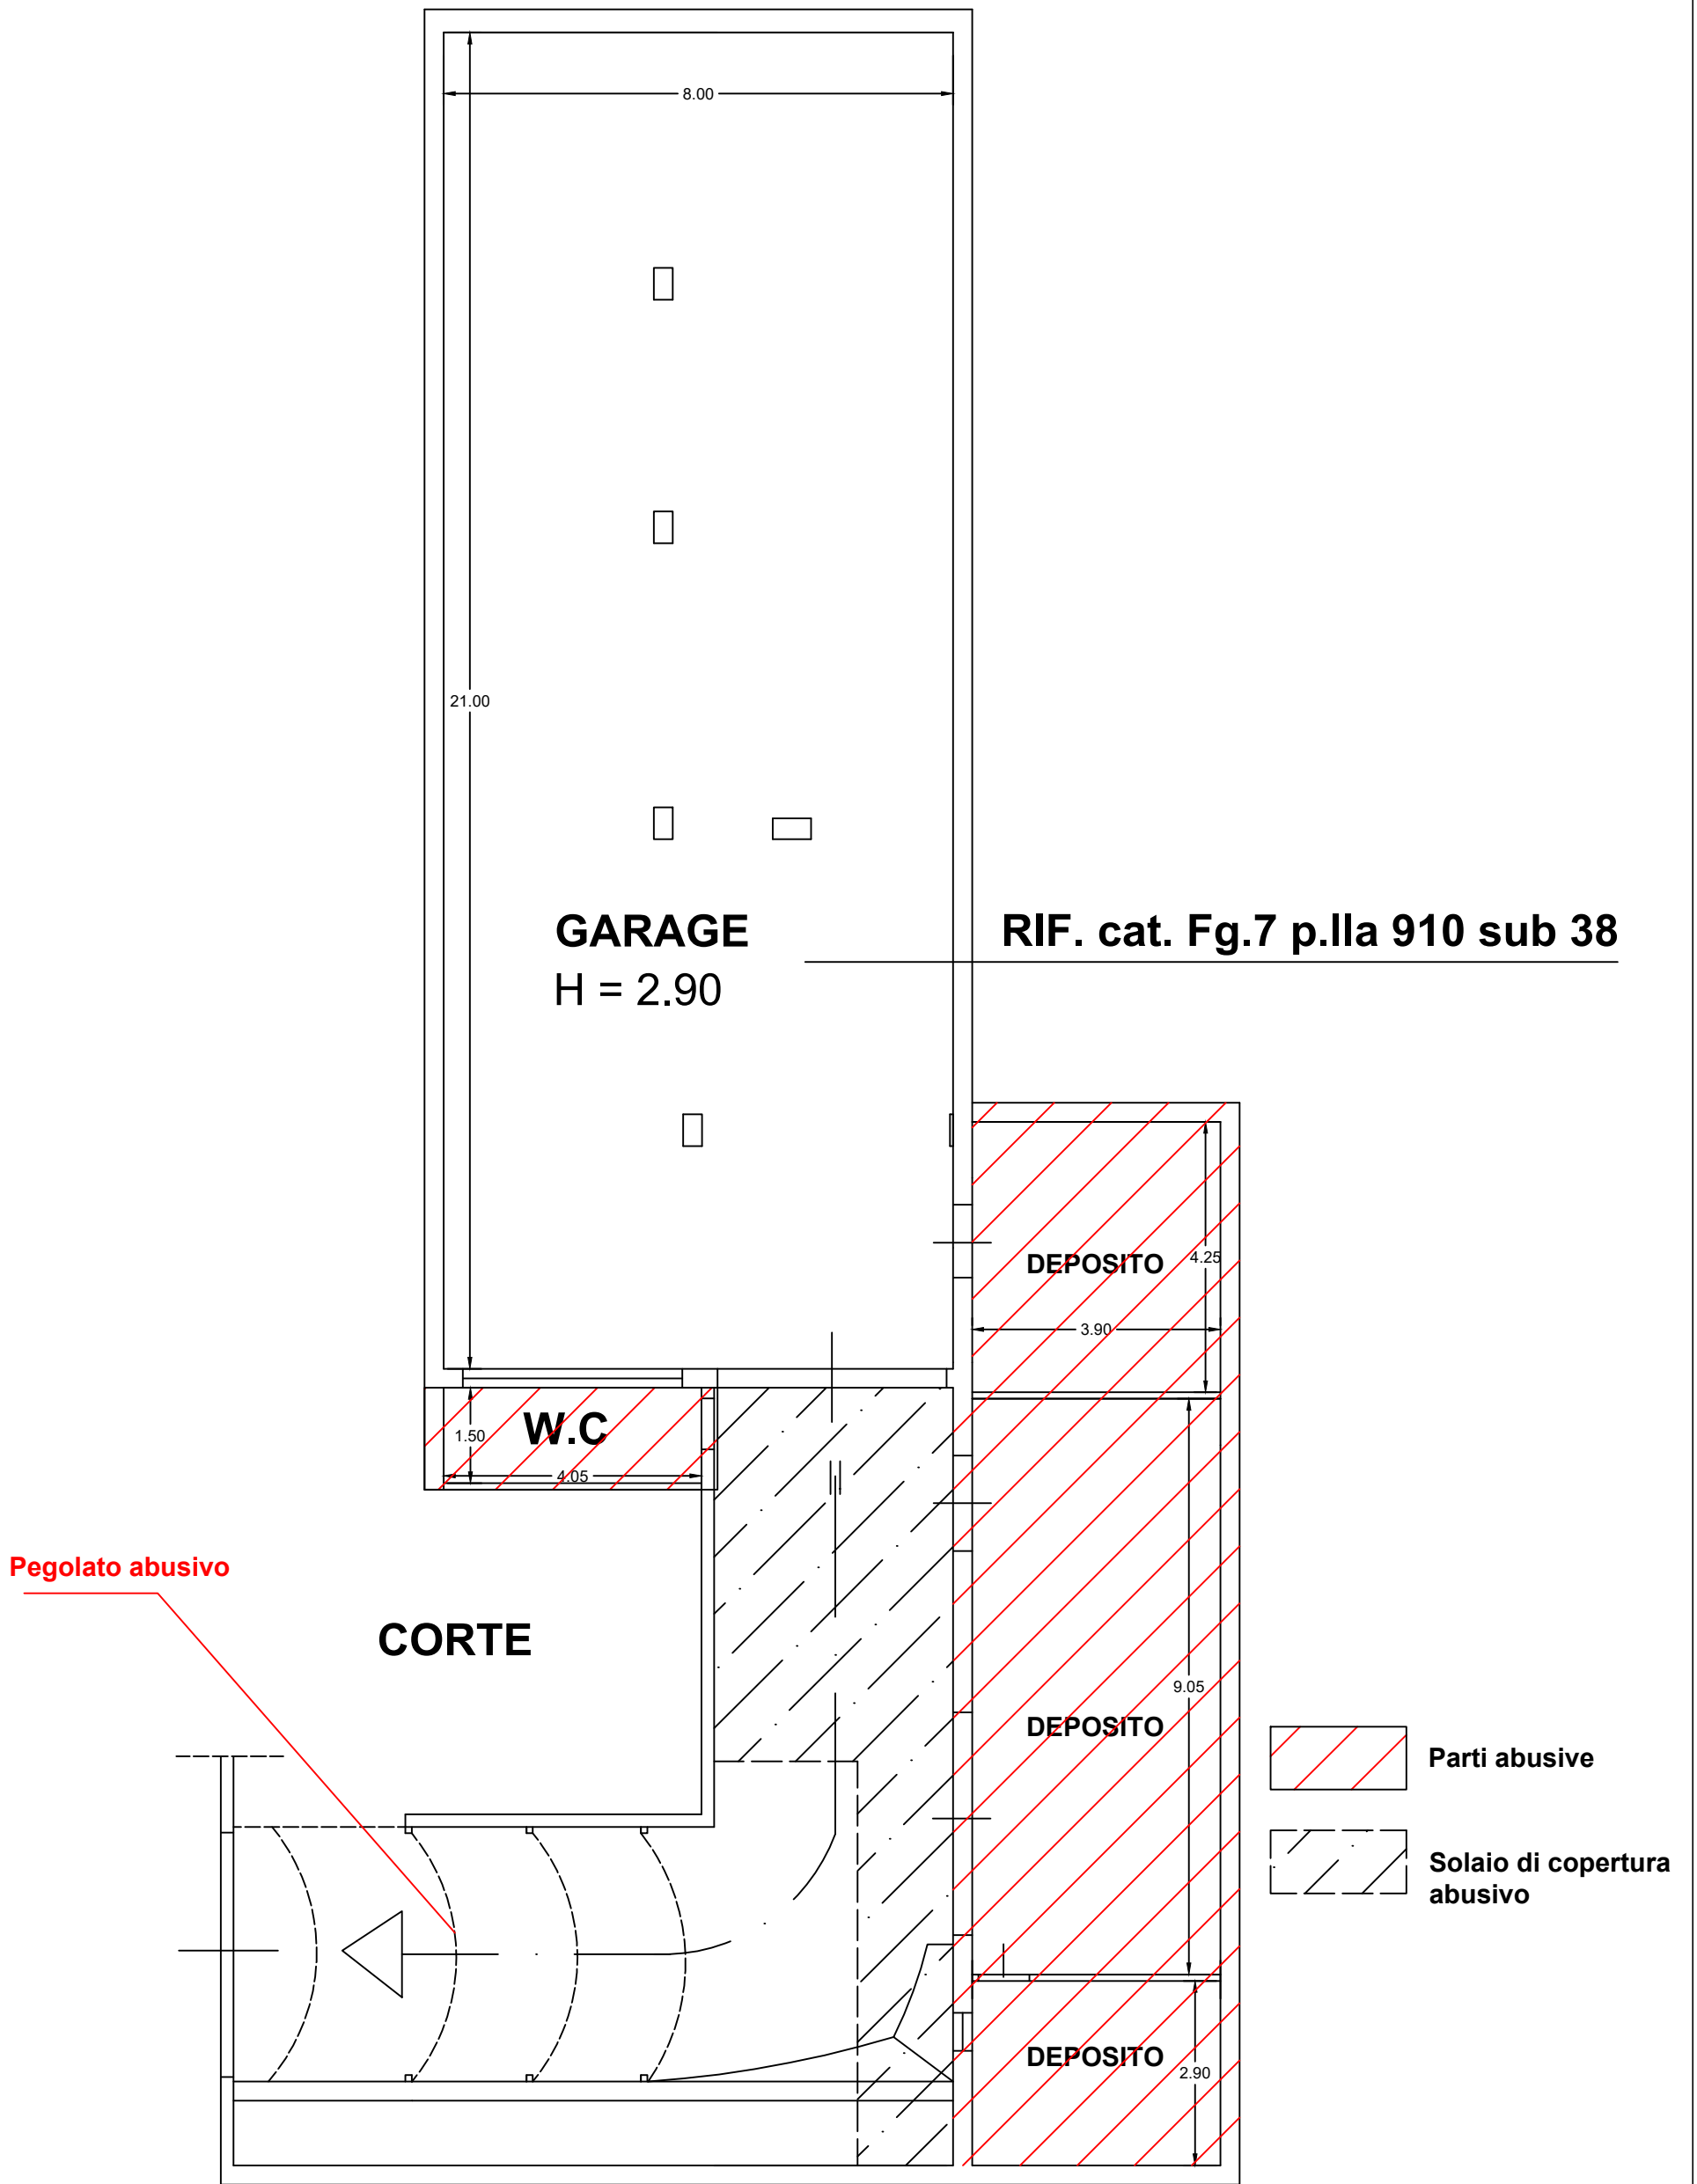 8.00
21.00
GARAGE
H = 2.90
RIF. cat. Fg.7 p.lla 910 sub 38
DEPOSITO
4.25
3.90
W.C
1.50
4.05
Pegolato abusivo
CORTE
9.05
DEPOSITO
Parti abusive
Solaio di copertura
abusivo
DEPOSITO
2.90